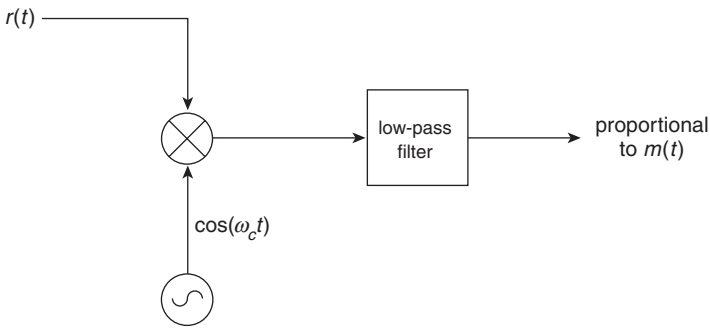 r(t)
low-pass
filter
proportional
to m(t)
cos(ω_c t)